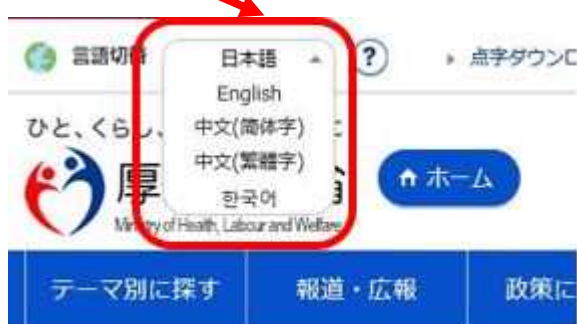 言語切替 日本語 ? 点字ダウンロ
English
ひと、くらし、
中文(简体字)
中文(繁體字)
厚
한국어
Ministry of Health, Labour and Welfare
ホーム
テーマ別に探す 報道・広報 政策に